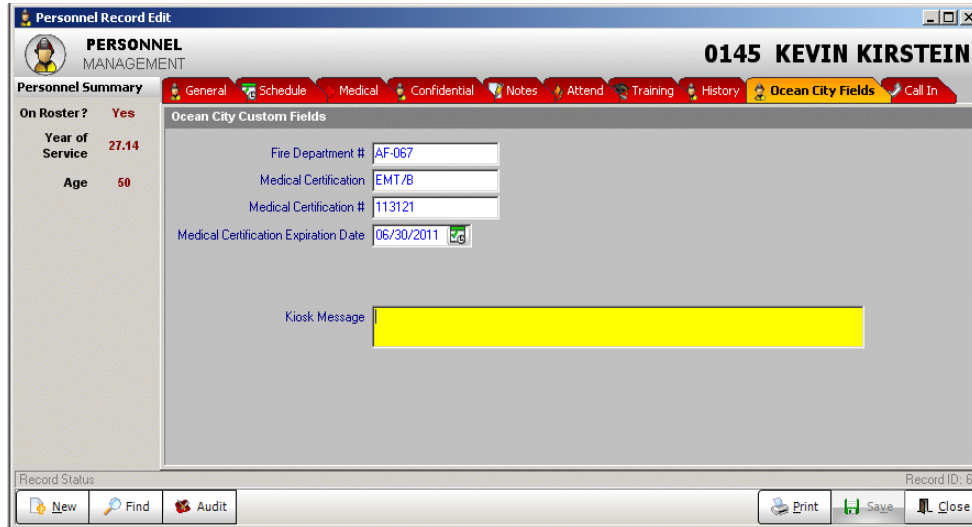 Personnel Record Edit
PERSONNEL
MANAGEMENT
0145 KEVIN KIRSTEIN
Personnel Summary
General Schedule Medical Confidential Notes Attend Training History Ocean City Fields Call In
On Roster? Yes
Year of
Service 27.14
Age 50
Ocean City Custom Fields
Fire Department # AF-067
Medical Certification EMT/B
Medical Certification # 113121
Medical Certification Expiration Date 06/30/2011
Kiosk Message
Record Status
Record ID: 6
New Find Audit Print Save Close